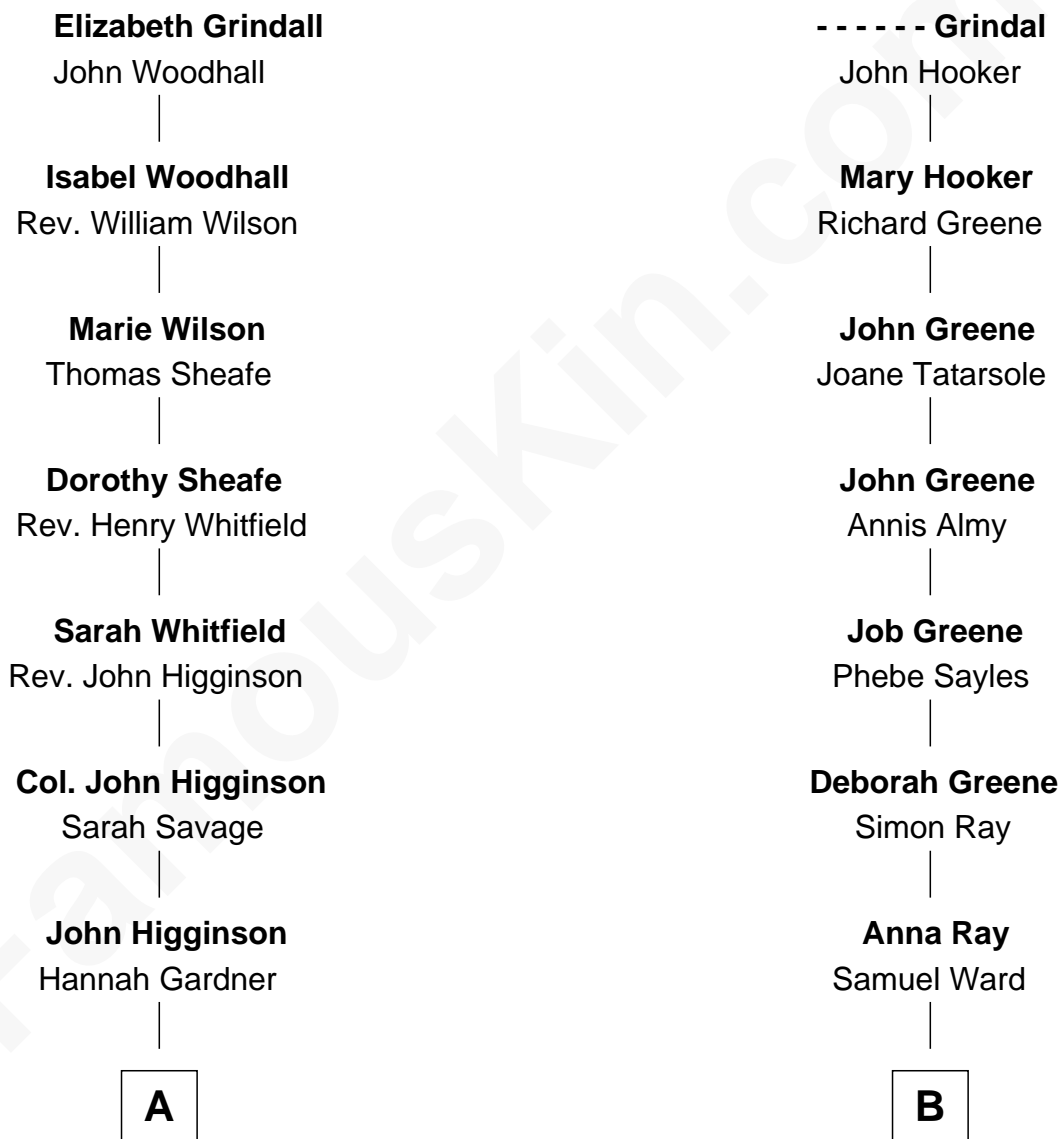 Elizabeth Grindall
John Woodhall
Isabel Woodhall
Rev. William Wilson
Marie Wilson
Thomas Sheafe
Dorothy Sheafe
Rev. Henry Whitfield
Sarah Whitfield
Rev. John Higginson
Col. John Higginson
Sarah Savage
John Higginson
Hannah Gardner
A
- - - - - - Grindal
John Hooker
Mary Hooker
Richard Greene
John Greene
Joane Tatarsole
John Greene
Annis Almy
Job Greene
Phebe Sayles
Deborah Greene
Simon Ray
Anna Ray
Samuel Ward
B
FamousKin.com